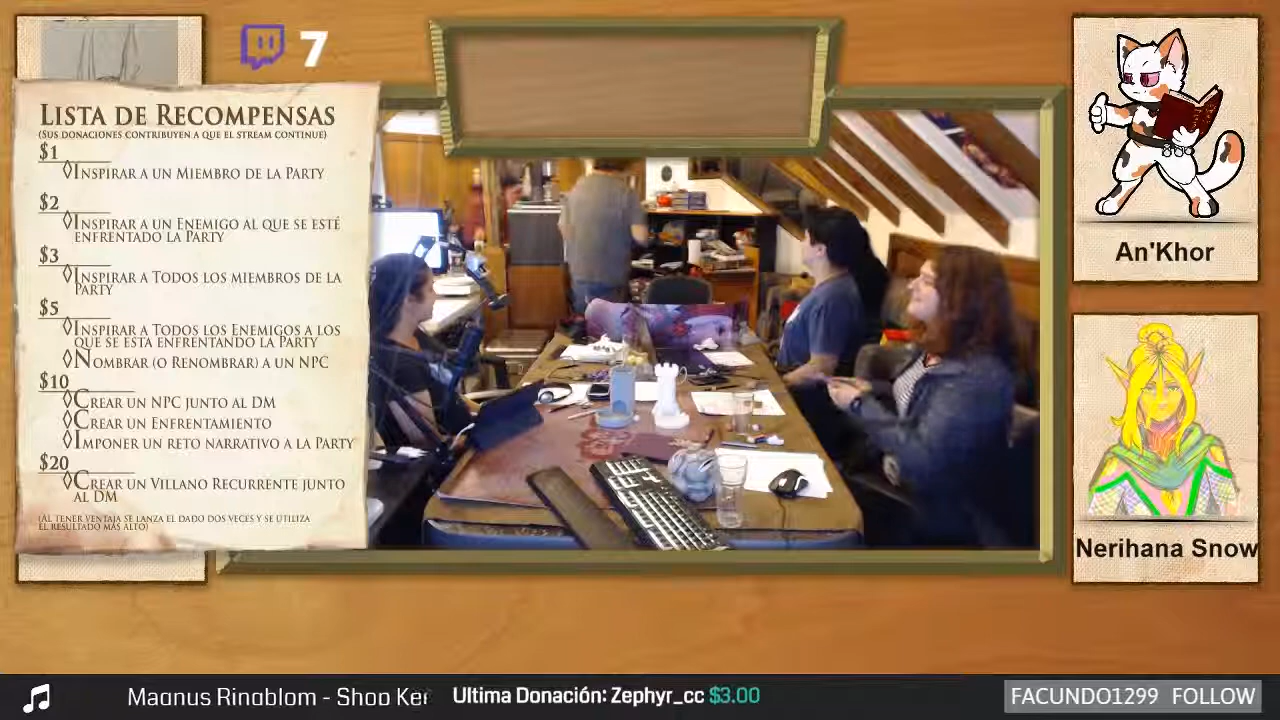 7
LISTA DE RECOMPENSAS
(SUS DONACIONES CONTRIBUYEN A QUE EL STREAM CONTINUE)
$1
INSPIRAR A UN MIEMBRO DE LA PARTY
$2
INSPIRAR A UN ENEMIGO AL QUE SE ESTÉ
ENFRENTADO LA PARTY
$3
INSPIRAR A TODOS LOS MIEMBROS DE LA
PARTY
$5
INSPIRAR A TODOS LOS ENEMIGOS A LOS
QUE SE ESTA ENFRENTANDO LA PARTY
NOMBRAR (O RENOMBRAR) A UN NPC
$10
CREAR UN NPC JUNTO AL DM
CREAR UN ENFRENTAMIENTO
IMPONER UN RETO NARRATIVO A LA PARTY
$20
CREAR UN VILLANO RECURRENTE JUNTO
AL DM
(AL TENER VENTAJA SE LANZA EL DADO DOS VECES Y SE UTILIZA
EL RESULTADO MÁS ALTO)
An'Khor
Nerihana Snow
Magnus Ringblom - Shop Ke
Ultima Donación: Zephyr_cc $3.00
FACUNDO1299 FOLLOW